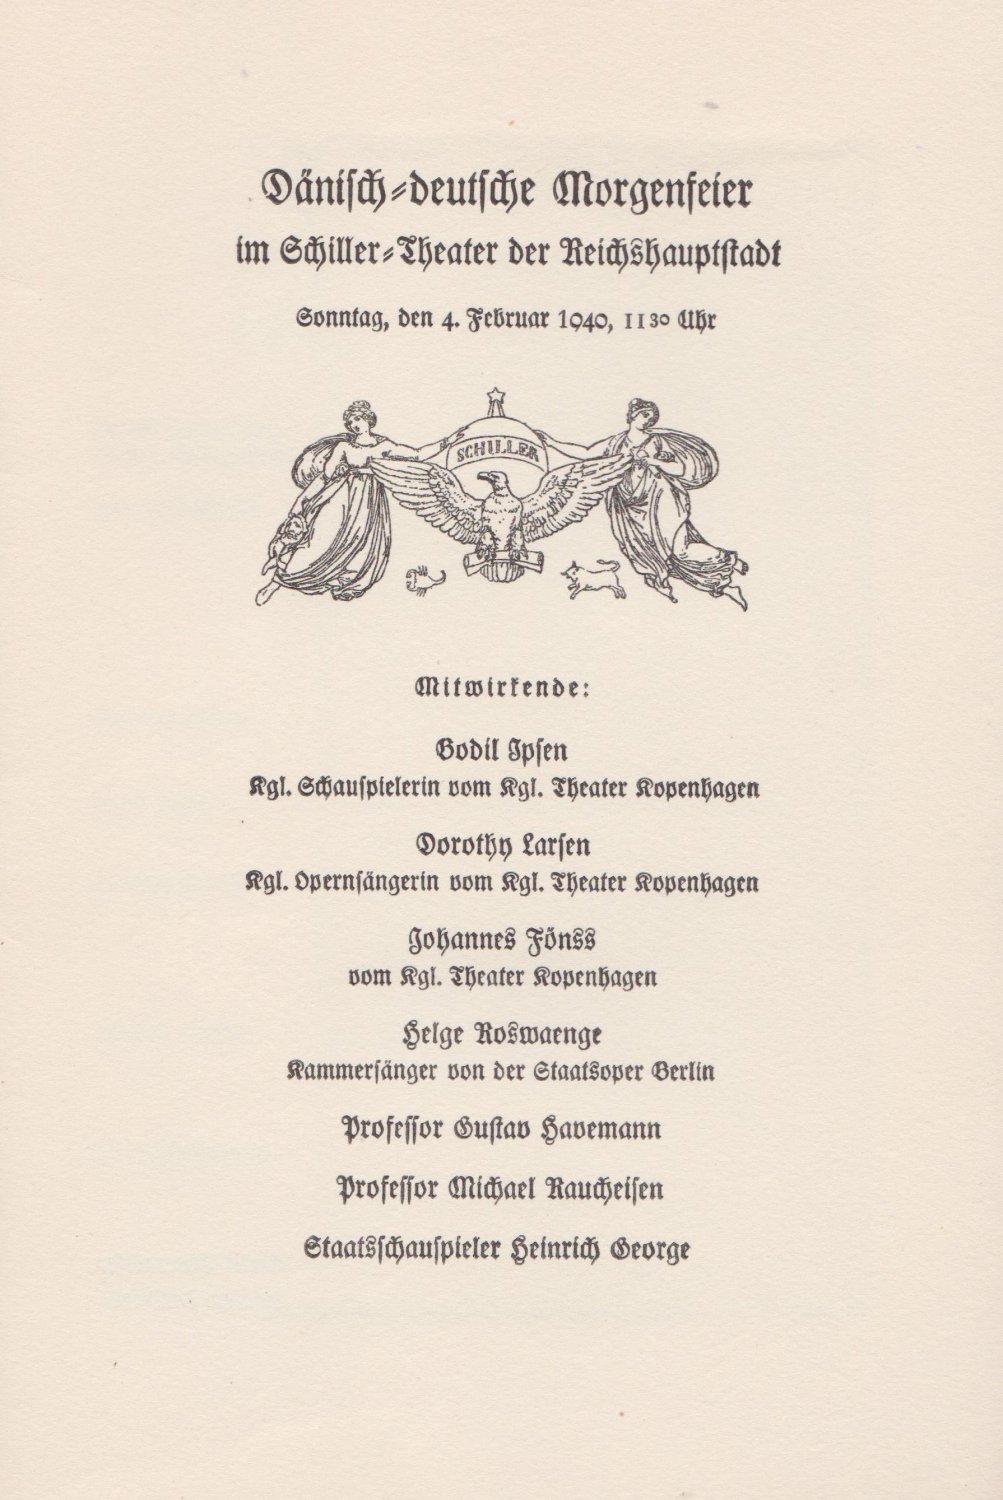 Dänisch-deutsche Morgenfeier
im Schiller-Theater der Reichshauptstadt
Sonntag, den 4. Februar 1940, 11 30 Uhr
SCHILLER
Mitwirkende:
Bodil Ipsen
Kgl. Schauspielerin vom Kgl. Theater Kopenhagen
Dorothy Larsen
Kgl. Opernsängerin vom Kgl. Theater Kopenhagen
Johannes Fönss
vom Kgl. Theater Kopenhagen
Helge Roswaenge
Kammersänger von der Staatsoper Berlin
Professor Gustav Havemann
Professor Michael Raucheisen
Staatsschauspieler Heinrich George